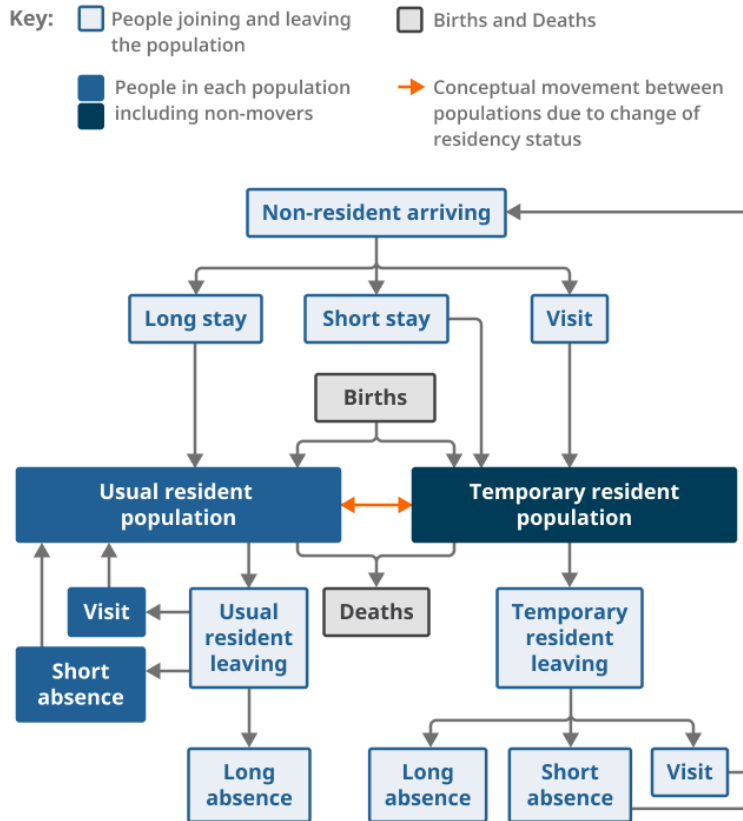 Key:
People joining and leaving
the population
Births and Deaths
People in each population
including non-movers
Conceptual movement between
populations due to change of
residency status
Non-resident arriving
Long stay
Short stay
Visit
Births
Usual resident
population
Temporary resident
population
Visit
Usual
resident
leaving
Deaths
Temporary
resident
leaving
Short
absence
Long
absence
Long
absence
Short
absence
Visit